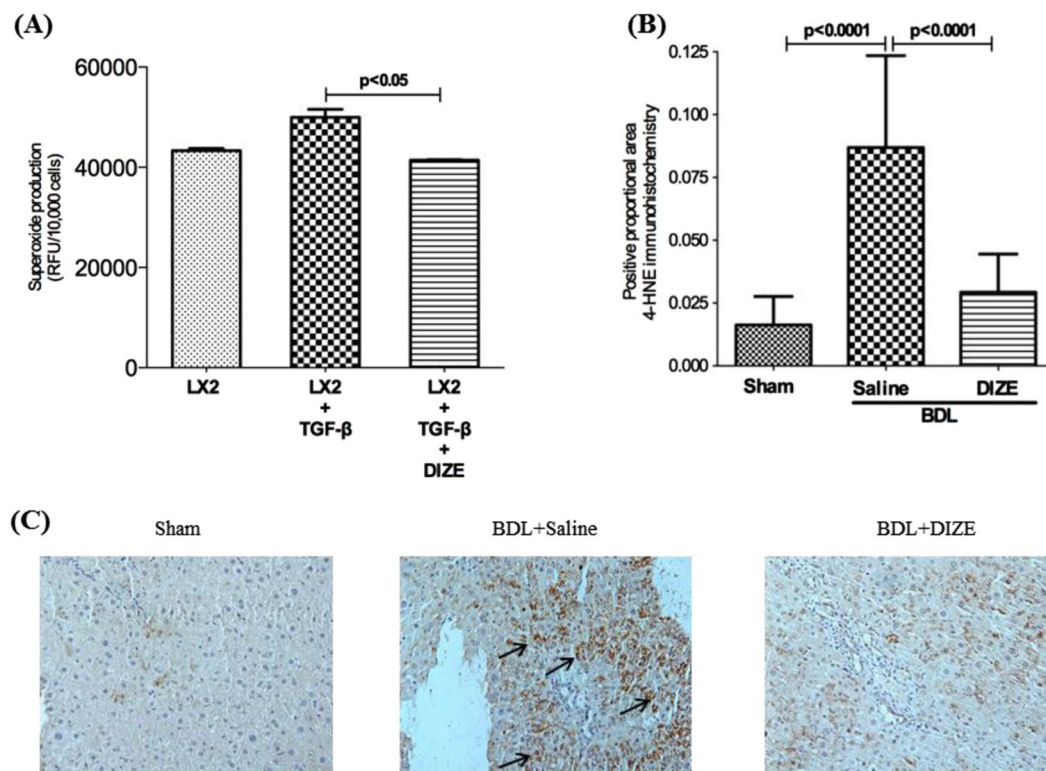 (A)
Superoxide production
(RFU/10,000 cells)
60000
40000
20000
0
p<0.05
LX2
LX2
+
TGF-β
LX2
+
TGF-β
+
DIZE
(B)
Positive proportional area
4-HNE immunohistochemistry
0.125
0.100
0.075
0.050
0.025
0.000
p<0.0001
p<0.0001
Sham
Saline
DIZE
BDL
(C)
Sham
BDL+Saline
BDL+DIZE